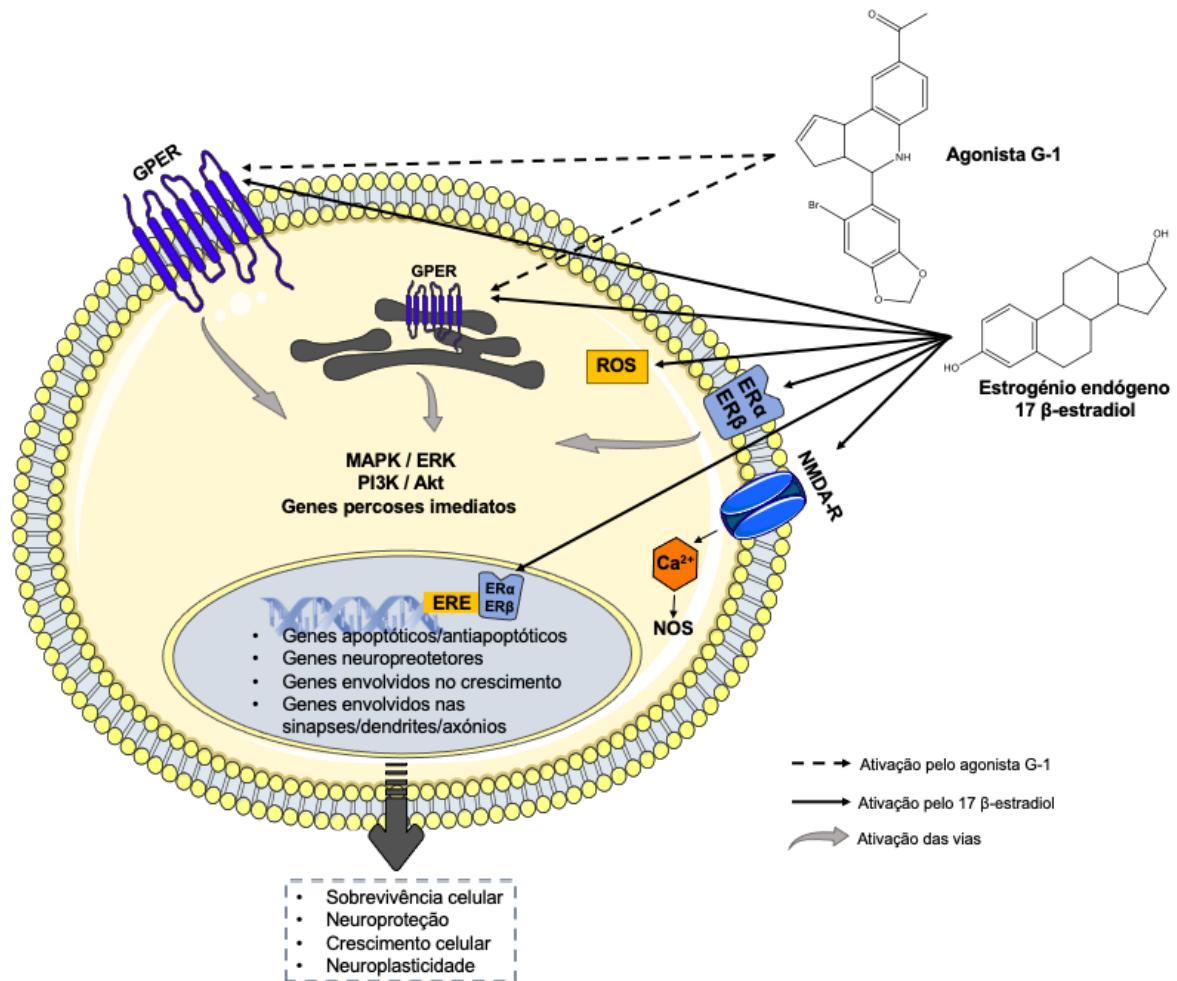 O
NH
Br
O
O
Agonista G-1
OH
HO
Estrogénio endógeno
17 β-estradiol
GPER
GPER
ROS
ERα
ERβ
NMDA-R
MAPK / ERK
PI3K / Akt
Genes percoses imediatos
Ca²⁺
NOS
ERE
ERα
ERβ
• Genes apoptóticos/antiapoptóticos
• Genes neuropreotetores
• Genes envolvidos no crescimento
• Genes envolvidos nas
sinapses/dendrites/axónios
Ativação pelo agonista G-1
Ativação pelo 17 β-estradiol
Ativação das vias
• Sobrevivência celular
• Neuroproteção
• Crescimento celular
• Neuroplasticidade